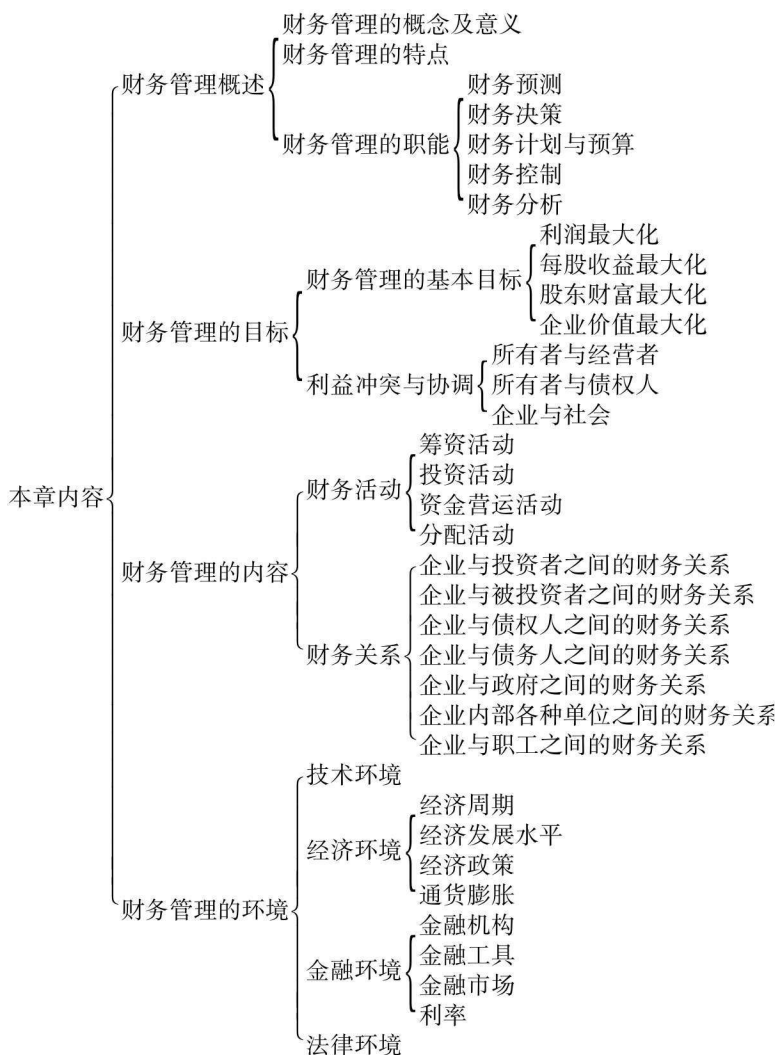 财务管理的概念及意义
财务管理的特点
财务管理概述
财务预测
财务决策
财务管理的职能
财务计划与预算
财务控制
财务分析
利润最大化
每股收益最大化
财务管理的基本目标
股东财富最大化
企业价值最大化
财务管理的目标
所有者与经营者
利益冲突与协调
所有者与债权人
企业与社会
本章内容
筹资活动
投资活动
财务活动
资金营运活动
分配活动
财务管理的内容
企业与投资者之间的财务关系
企业与被投资者之间的财务关系
企业与债权人之间的财务关系
财务关系
企业与债务人之间的财务关系
企业与政府之间的财务关系
企业内部各种单位之间的财务关系
企业与职工之间的财务关系
技术环境
经济周期
经济发展水平
经济环境
经济政策
通货膨胀
财务管理的环境
金融机构
金融工具
金融环境
金融市场
利率
法律环境